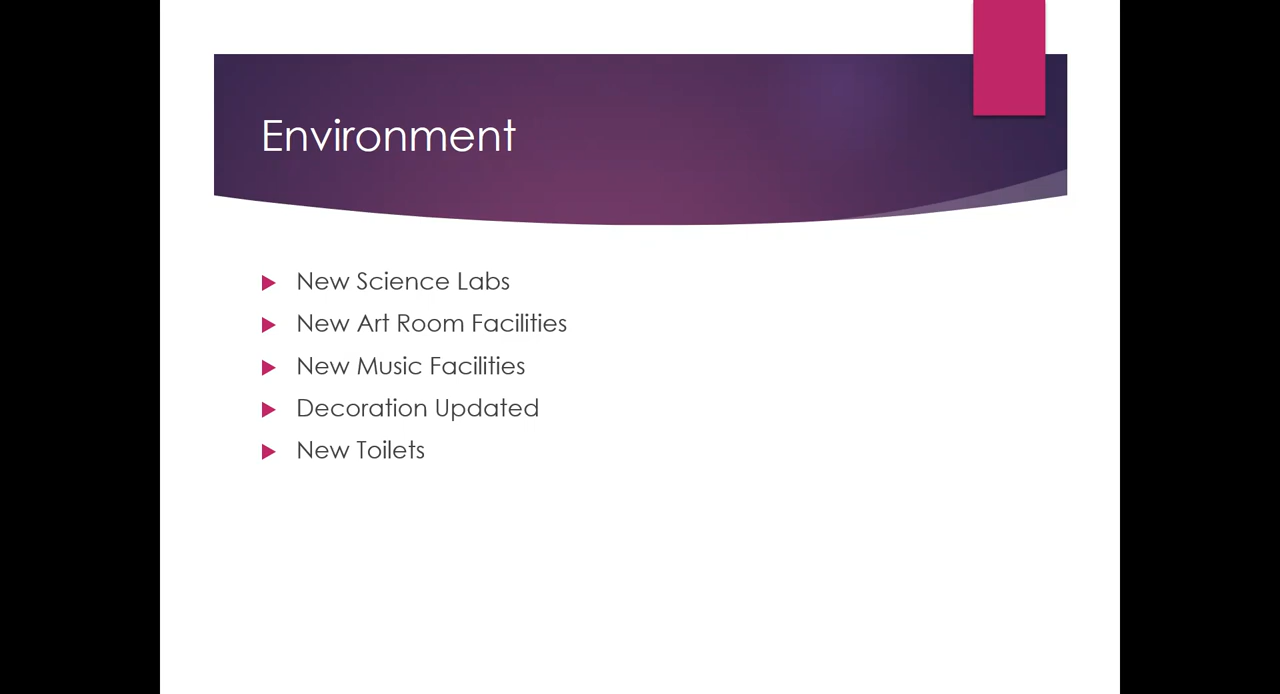 Environment
New Science Labs
New Art Room Facilities
New Music Facilities
Decoration Updated
New Toilets